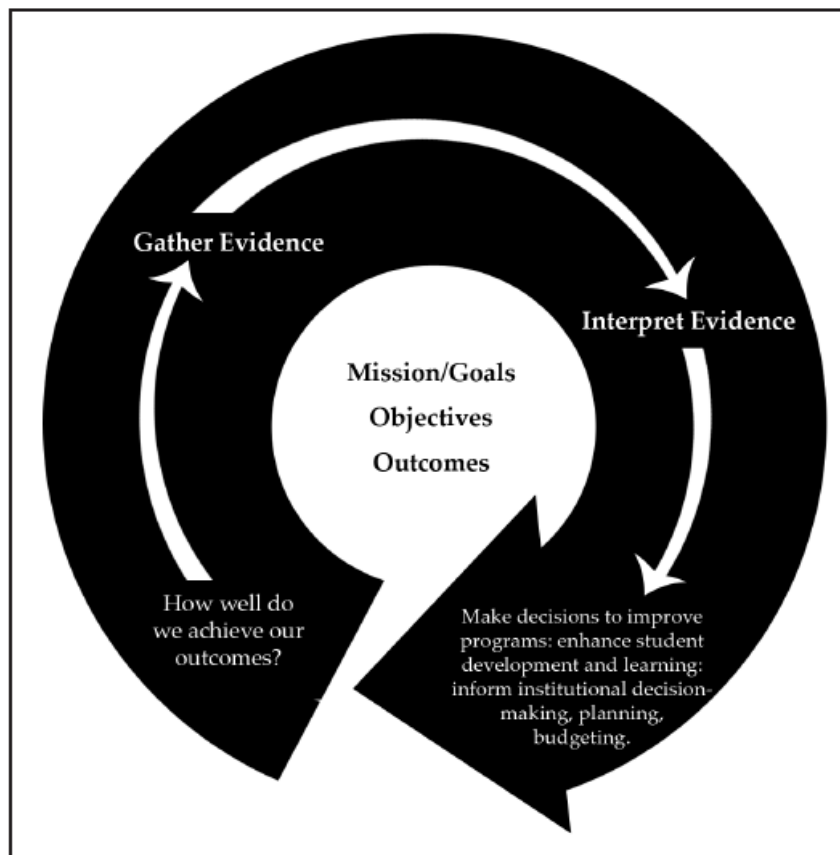 Gather Evidence
Interpret Evidence
Mission/Goals
Objectives
Outcomes
How well do
we achieve our
outcomes?
Make decisions to improve
programs: enhance student
development and learning:
inform institutional decision-
making, planning,
budgeting.